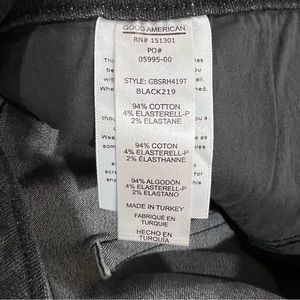 GOOD AMERICAN
RN# 151301
PO#
05995-00
STYLE: GBSRH419T
BLACK219
94% COTTON
4% ELASTERELL-P
2% ELASTANE
94% COTON
4% ELASTERELL-P
2% ÉLASTHANNE
94% ALGODÓN
4% ELASTERELL-P
2% ELASTANO
MADE IN TURKEY
FABRIQUÉ EN
TURQUIE
HECHO EN
TURQUÍA